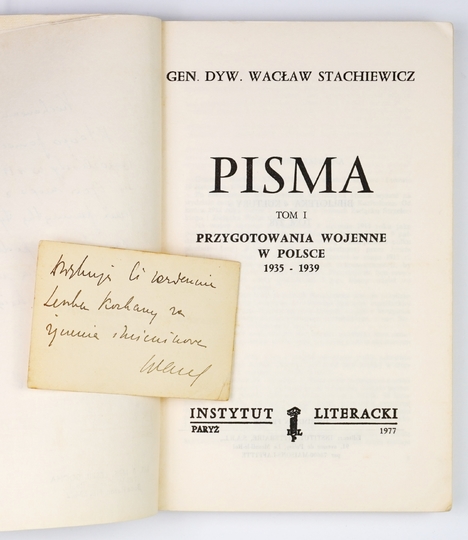 GEN. DYW. WACŁAW STACHIEWICZ
PISMA
TOM I
PRZYGOTOWANIA WOJENNE
W POLSCE
1935 - 1939
Dziękuję Ci serdecznie
kochany za
życzenia imieninowe
INSTYTUT LITERACKI
PARYŻ 1977